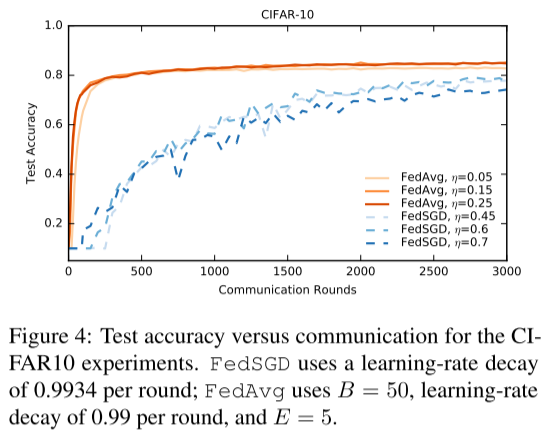 CIFAR-10
1.0
0.8
0.6
0.4
0.2
Test Accuracy
FedAvg, η=0.05
FedAvg, η=0.15
FedAvg, η=0.25
FedSGD, η=0.45
FedSGD, η=0.6
FedSGD, η=0.7
0 500 1000 1500 2000 2500 3000
Communication Rounds
Figure 4: Test accuracy versus communication for the CI-
FAR10 experiments. FedSGD uses a learning-rate decay
of 0.9934 per round; FedAvg uses B = 50, learning-rate
decay of 0.99 per round, and E = 5.